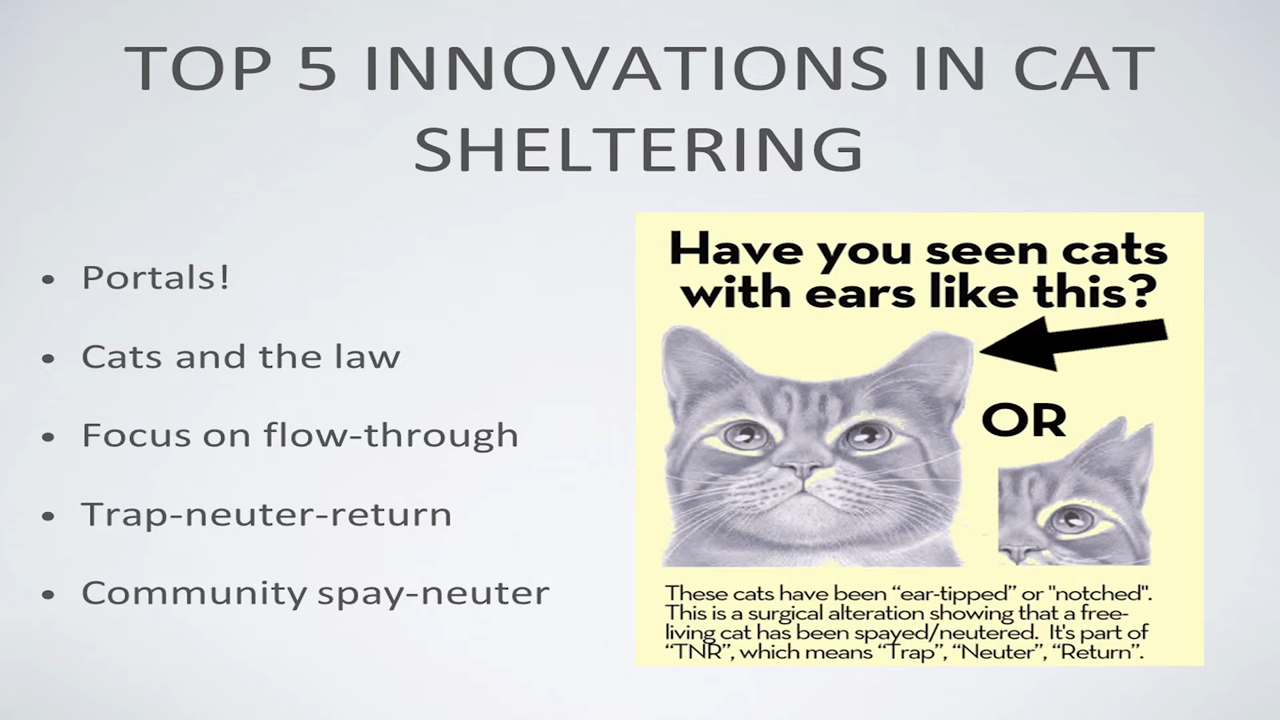 TOP 5 INNOVATIONS IN CAT
SHELTERING
• Portals!
• Cats and the law
• Focus on flow-through
• Trap-neuter-return
• Community spay-neuter
Have you seen cats
with ears like this?
OR
These cats have been “ear-tipped” or "notched".
This is a surgical alteration showing that a free-
living cat has been spayed/neutered. It's part of
“TNR”, which means “Trap”, “Neuter”, “Return”.